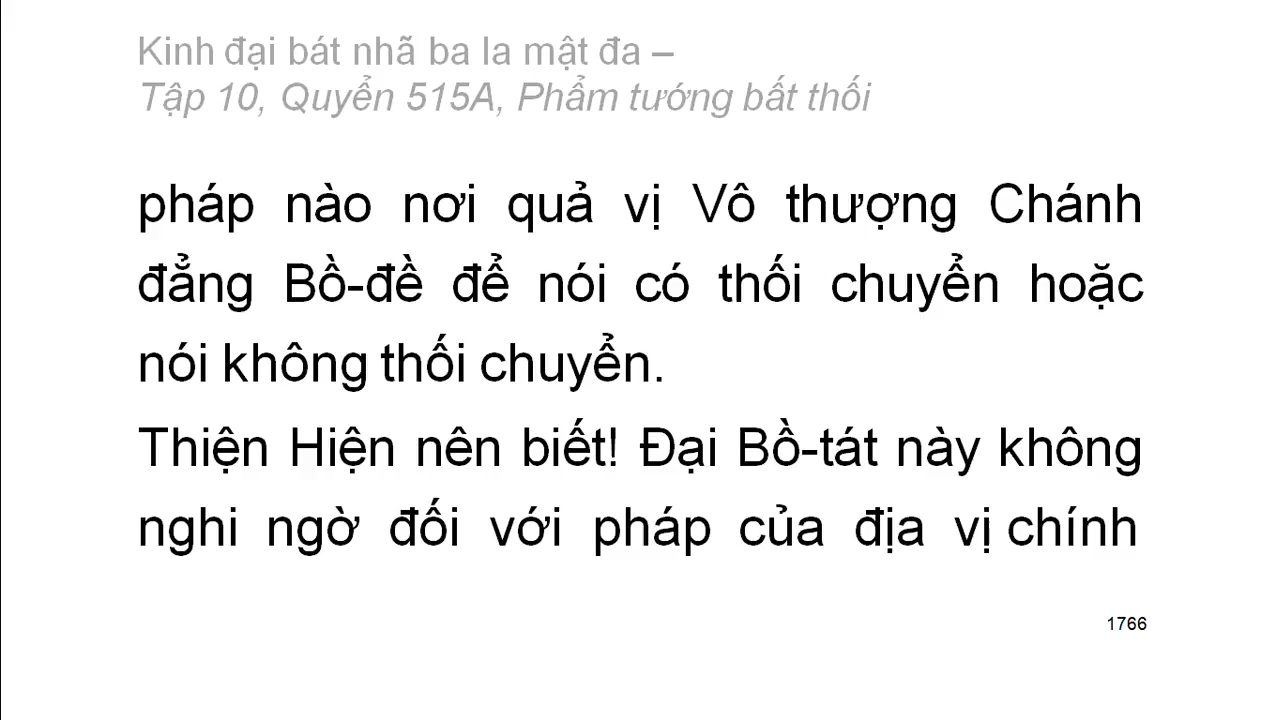 Kinh đại bát nhã ba la mật đa –
Tập 10, Quyển 515A, Phẩm tướng bất thối
pháp nào nơi quả vị Vô thượng Chánh
đẳng Bồ-đề để nói có thối chuyển hoặc
nói không thối chuyển.
Thiện Hiện nên biết! Đại Bồ-tát này không
nghi ngờ đối với pháp của địa vị chính
1766